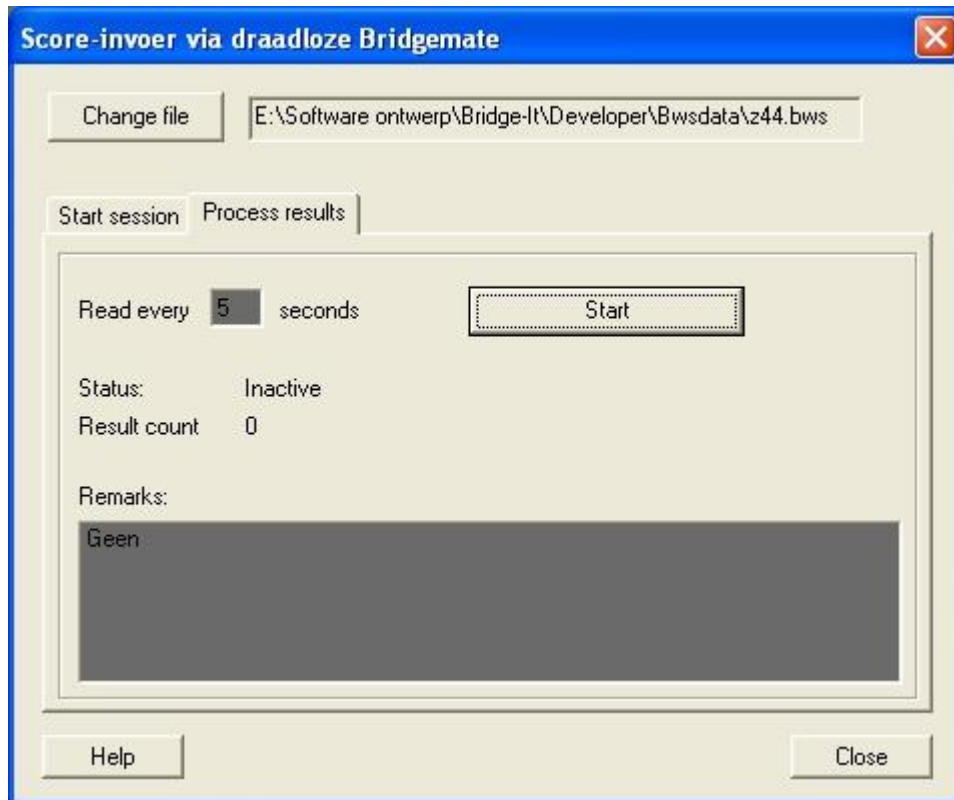 Score-invoer via draadloze Bridgemate
Change file
E:\Software ontwerp\Bridge-It\Developer\Bwsdata\z44.bws
Start session
Process results
Read every 5 seconds
Start
Status: Inactive
Result count 0
Remarks:
Geen
Help
Close